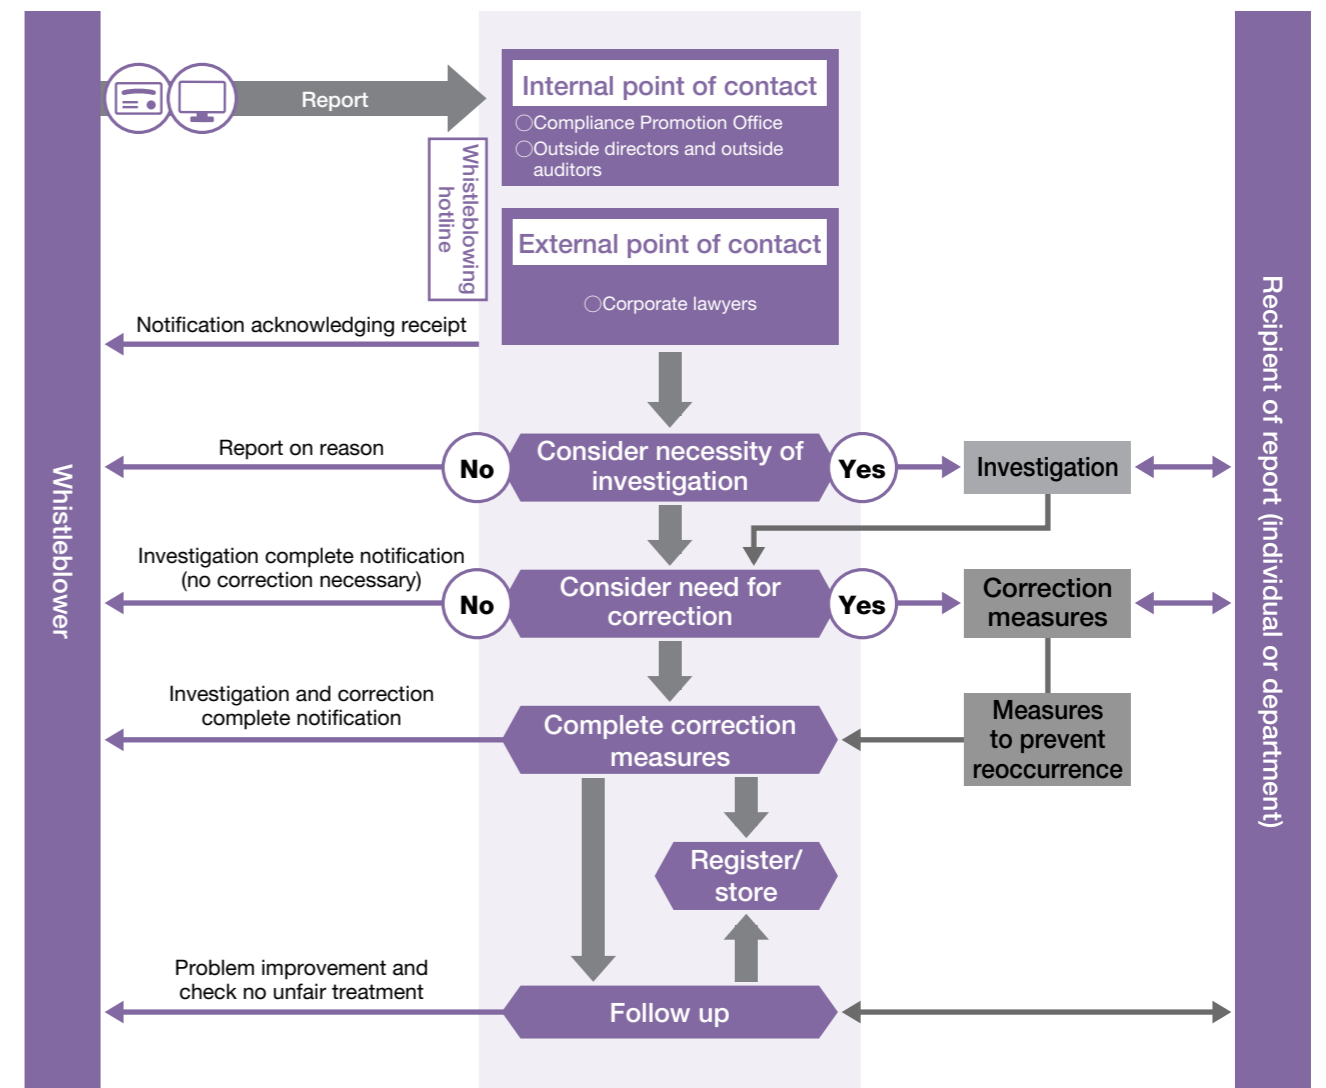 Report
Internal point of contact
○Compliance Promotion Office
○Outside directors and outside
auditors
Whistleblowing
hotline
External point of contact
○Corporate lawyers
Notification acknowledging receipt
Report on reason
No
Consider necessity of
investigation
Yes
Investigation
Whistleblower
Recipient of report (individual or department)
Investigation complete notification
(no correction necessary)
No
Consider need for
correction
Yes
Correction
measures
Investigation and correction
complete notification
Complete correction
measures
Measures
to prevent
reoccurrence
Register/
store
Problem improvement and
check no unfair treatment
Follow up